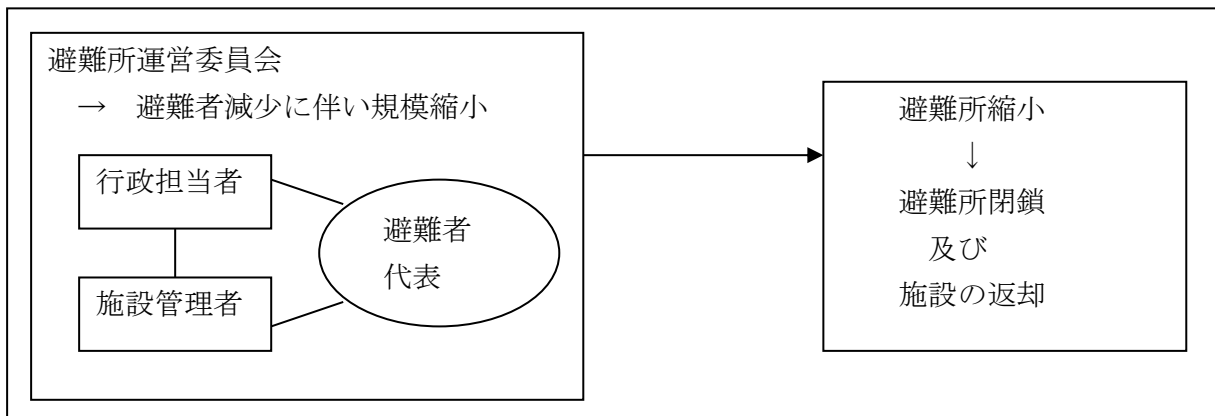 避難所運営委員会
→ 避難者減少に伴い規模縮小
行政担当者
施設管理者
避難者
代表
避難所縮小
↓
避難所閉鎖
及び
施設の返却